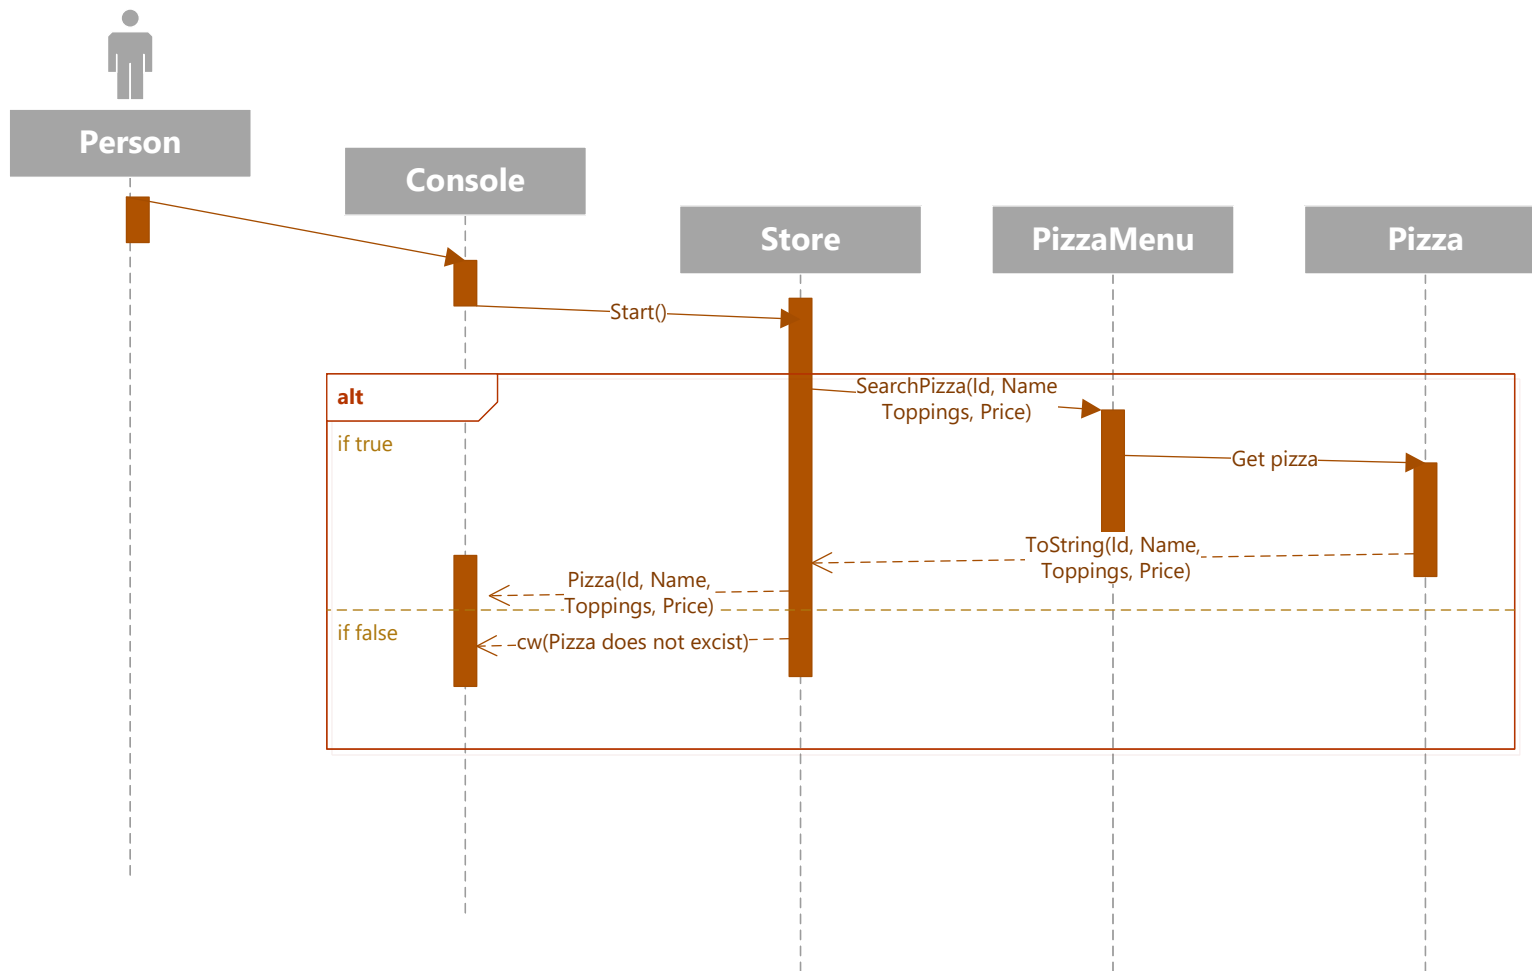 Person
Console
Store
PizzaMenu
Pizza
Start()
alt
SearchPizza(Id, Name
Toppings, Price)
if true
Get pizza
ToString(Id, Name,
Toppings, Price)
Pizza(Id, Name,
Toppings, Price)
if false
cw(Pizza does not excist)